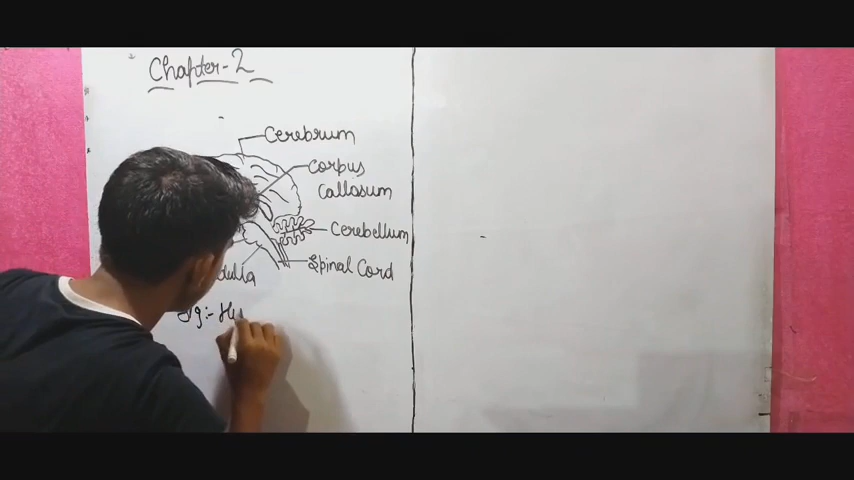 Chapter-2
Cerebrum
Corpus
Callosum
Cerebellum
Spinal Cord